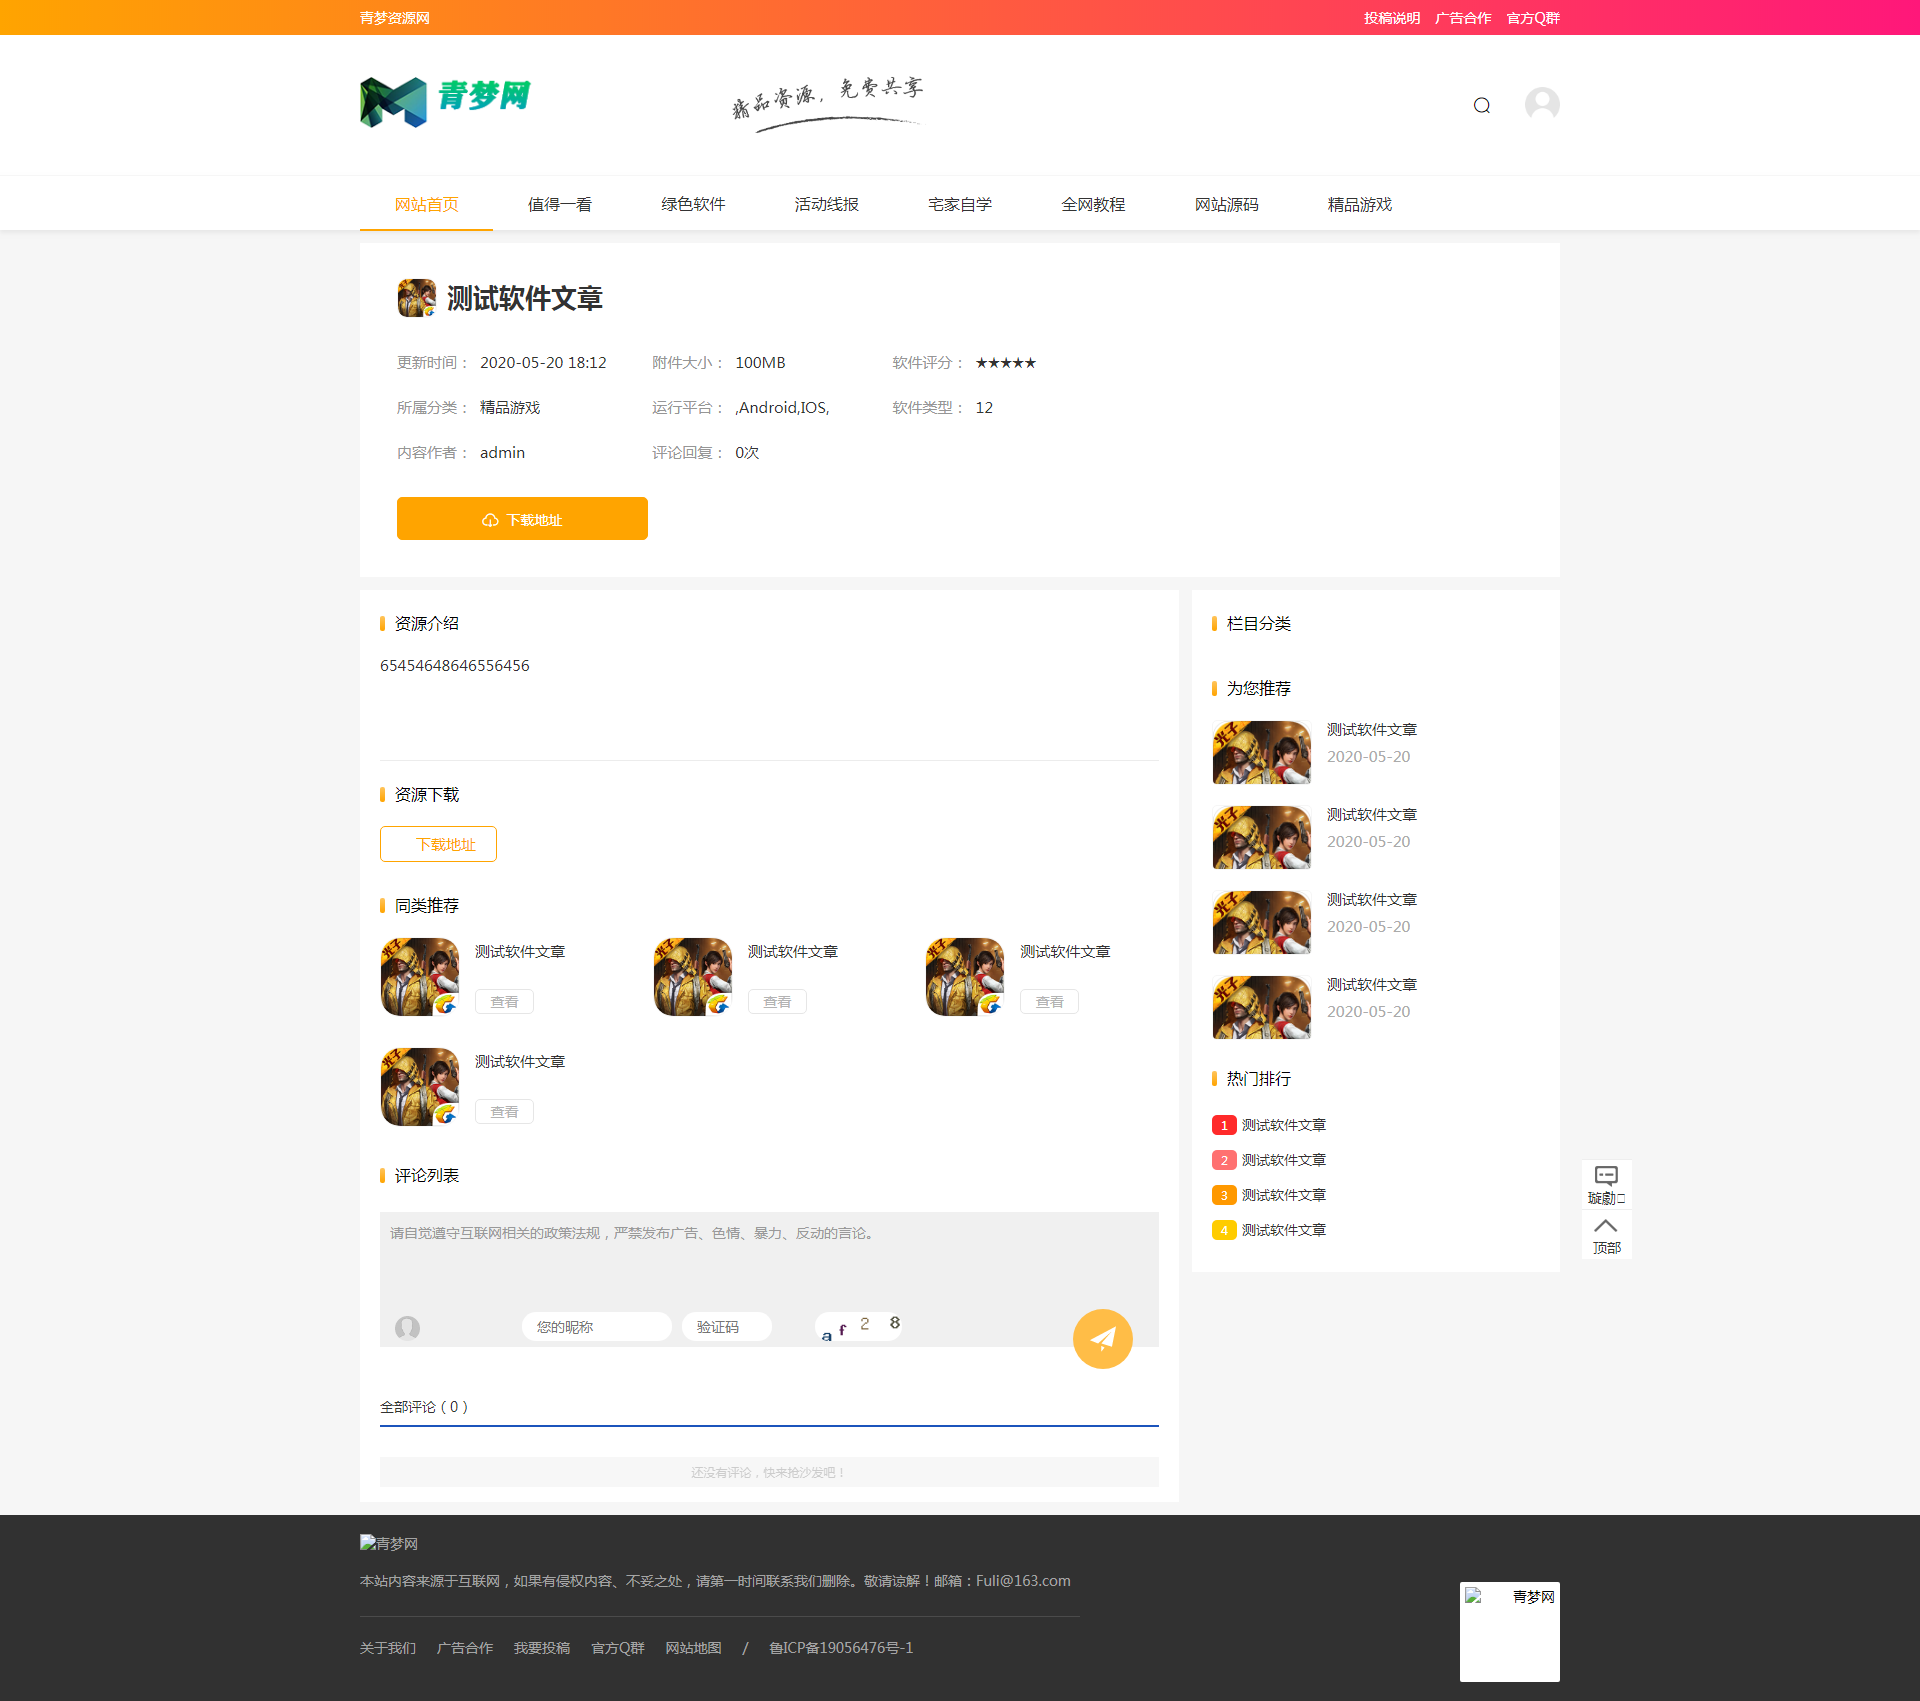 青梦资源网
投稿说明 广告合作 官方Q群
青梦网
精品资源，免费共享
网站首页 值得一看 绿色软件 活动线报 宅家自学 全网教程 网站源码 精品游戏
测试软件文章
更新时间： 2020-05-20 18:12 附件大小： 100MB 软件评分： ★★★★★
所属分类： 精品游戏 运行平台： ,Android,IOS, 软件类型： 12
内容作者： admin 评论回复： 0次
下载地址
资源介绍
65454648646556456
资源下载
下载地址
同类推荐
测试软件文章
查看
测试软件文章
查看
测试软件文章
查看
测试软件文章
查看
评论列表
请自觉遵守互联网相关的政策法规，严禁发布广告、色情、暴力、反动的言论。
您的昵称 验证码 a f 2 8
全部评论（0）
还没有评论，快来抢沙发吧！
栏目分类
为您推荐
光子
测试软件文章
2020-05-20
光子
测试软件文章
2020-05-20
光子
测试软件文章
2020-05-20
光子
测试软件文章
2020-05-20
热门排行
1 测试软件文章
2 测试软件文章
3 测试软件文章
4 测试软件文章
顶部
青梦网
本站内容来源于互联网，如果有侵权内容、不妥之处，请第一时间联系我们删除。敬请谅解！邮箱：Fuli@163.com
关于我们 广告合作 我要投稿 官方Q群 网站地图 / 鲁ICP备19056476号-1
青梦网